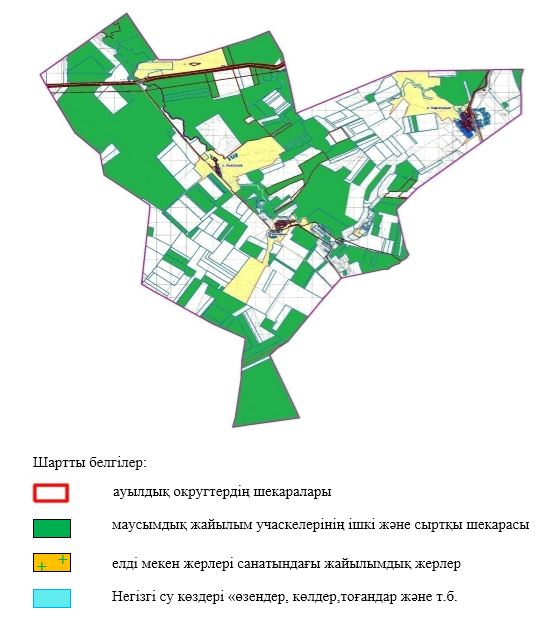 Шартты белгілер:
ауылдық округтердің шекаралары
маусымдық жайылым учаскелерінің ішкі және сыртқы шекарасы
елді мекен жерлері санатындағы жайылымдық жерлер
Негізгі су көздері «өзендер, көлдер,тоғандар және т.б.